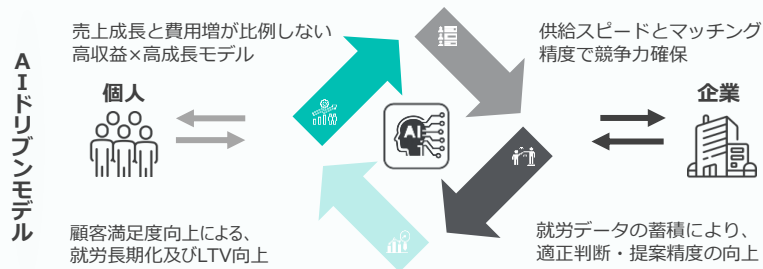 AIドリブンモデル
売上成長と費用増が比例しない
高収益×高成長モデル
供給スピードとマッチング
精度で競争力確保
個人
企業
AI
顧客満足度向上による、
就労長期化及びLTV向上
就労データの蓄積により、
適正判断・提案精度の向上